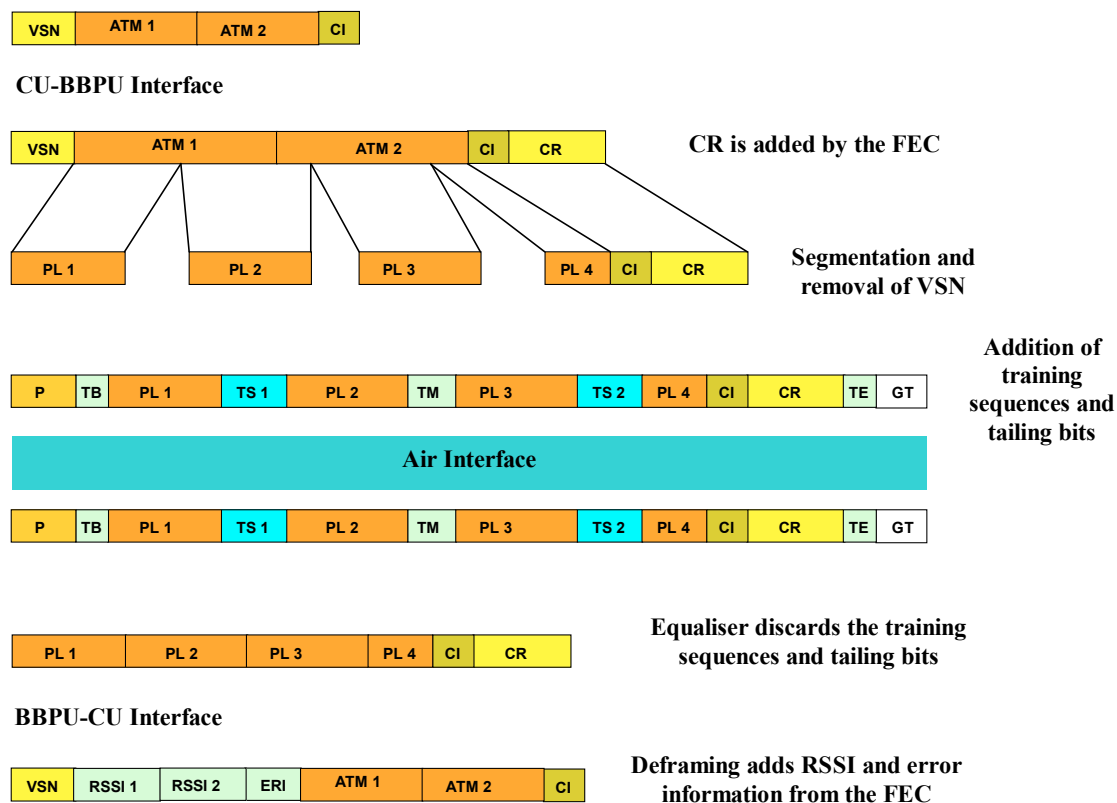 VSN ATM 1 ATM 2 CI
CU-BBPU Interface
VSN ATM 1 ATM 2 CI CR
CR is added by the FEC
PL 1 PL 2 PL 3 PL 4 CI CR
Segmentation and
removal of VSN
Addition of
training
sequences and
tailing bits
P TB PL 1 TS 1 PL 2 TM PL 3 TS 2 PL 4 CI CR TE GT
Air Interface
P TB PL 1 TS 1 PL 2 TM PL 3 TS 2 PL 4 CI CR TE GT
Equaliser discards the training
sequences and tailing bits
PL 1 PL 2 PL 3 PL 4 CI CR
BBPU-CU Interface
VSN RSSI 1 RSSI 2 ERI ATM 1 ATM 2 CI
Deframing adds RSSI and error
information from the FEC